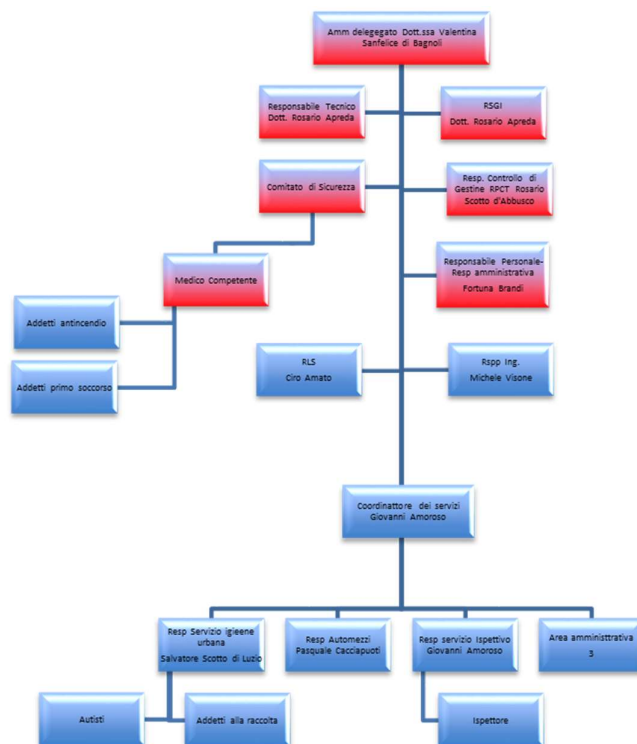 Amm delegegato Dott.ssa Valentina
Sanfelice di Bagnoli
Responsabile Tecnico
Dott. Rosario Apreda
RSGI
Dott. Rosario Apreda
Comitato di Sicurezza
Resp. Controllo di
Gestine RPCT Rosario
Scotto d'Abbusco
Medico Competente
Responsabile Personale-
Resp amministrativa
Fortuna Brandi
Addetti antincendio
Addetti primo soccorso
RLS
Ciro Amato
Rspp Ing.
Michele Visone
Coordinattore dei servizi
Giovanni Amoroso
Resp Servizio igieene
urbana
Salvatore Scotto di Luzio
Resp Automezzi
Pasquale Cacciapuoti
Resp servizio Ispettivo
Giovanni Amoroso
Area amministtrativa
3
Autisti
Addetti alla raccolta
Ispettore